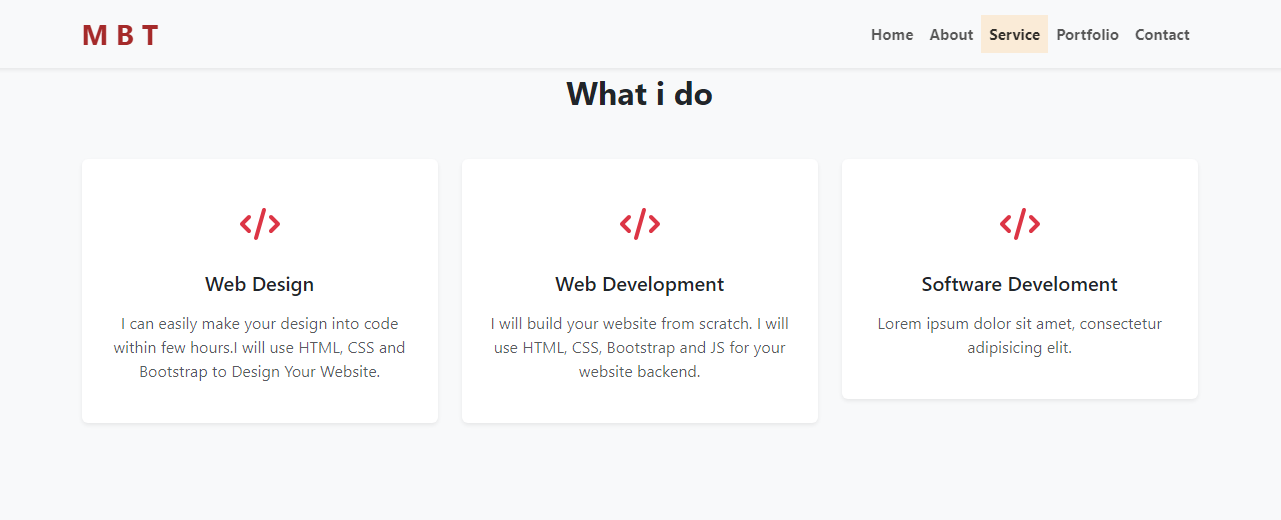 M B T
Home About Service Portfolio Contact
What i do
Web Design
I can easily make your design into code
within few hours.I will use HTML, CSS and
Bootstrap to Design Your Website.
Web Development
I will build your website from scratch. I will
use HTML, CSS, Bootstrap and JS for your
website backend.
Software Develoment
Lorem ipsum dolor sit amet, consectetur
adipisicing elit.